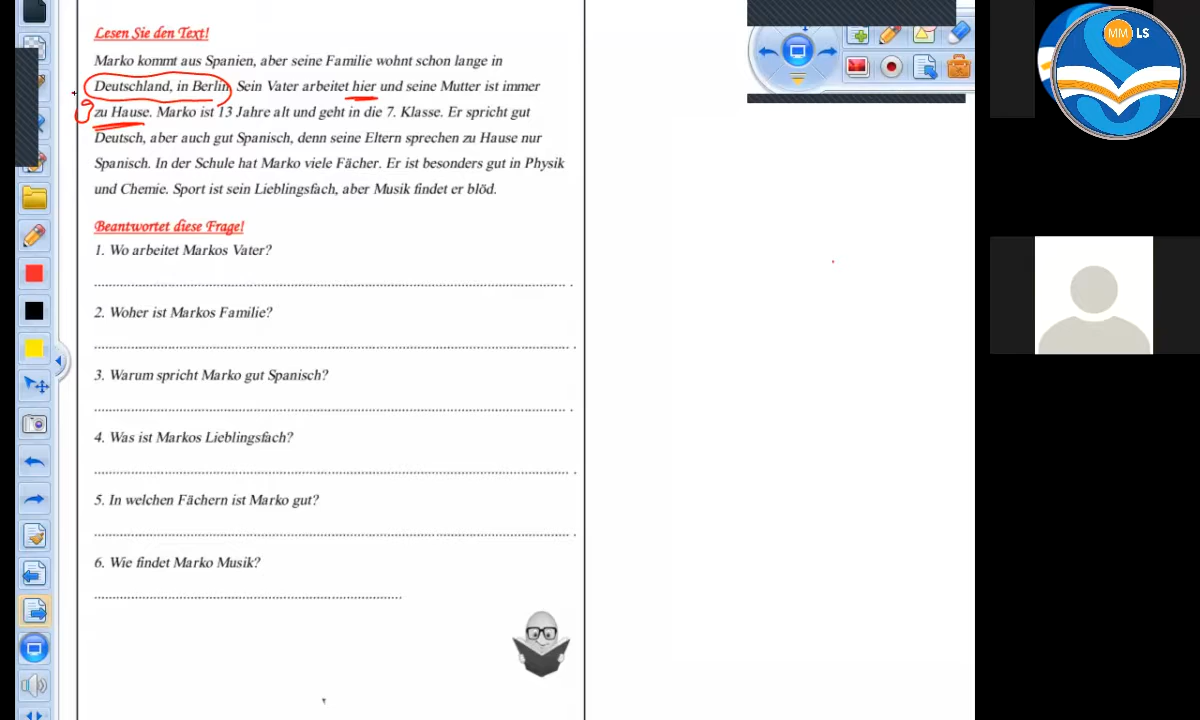 Lesen Sie den Text!
Marko kommt aus Spanien, aber seine Familie wohnt schon lange in
Deutschland, in Berlin. Sein Vater arbeitet hier und seine Mutter ist immer
zu Hause. Marko ist 13 Jahre alt und geht in die 7. Klasse. Er spricht gut
Deutsch, aber auch gut Spanisch, denn seine Eltern sprechen zu Hause nur
Spanisch. In der Schule hat Marko viele Fächer. Er ist besonders gut in Physik
und Chemie. Sport ist sein Lieblingsfach, aber Musik findet er blöd.
Beantwortet diese Frage!
1. Wo arbeitet Markos Vater?
2. Woher ist Markos Familie?
3. Warum spricht Marko gut Spanisch?
4. Was ist Markos Lieblingsfach?
5. In welchen Fächern ist Marko gut?
6. Wie findet Marko Musik?
٢
MM LS